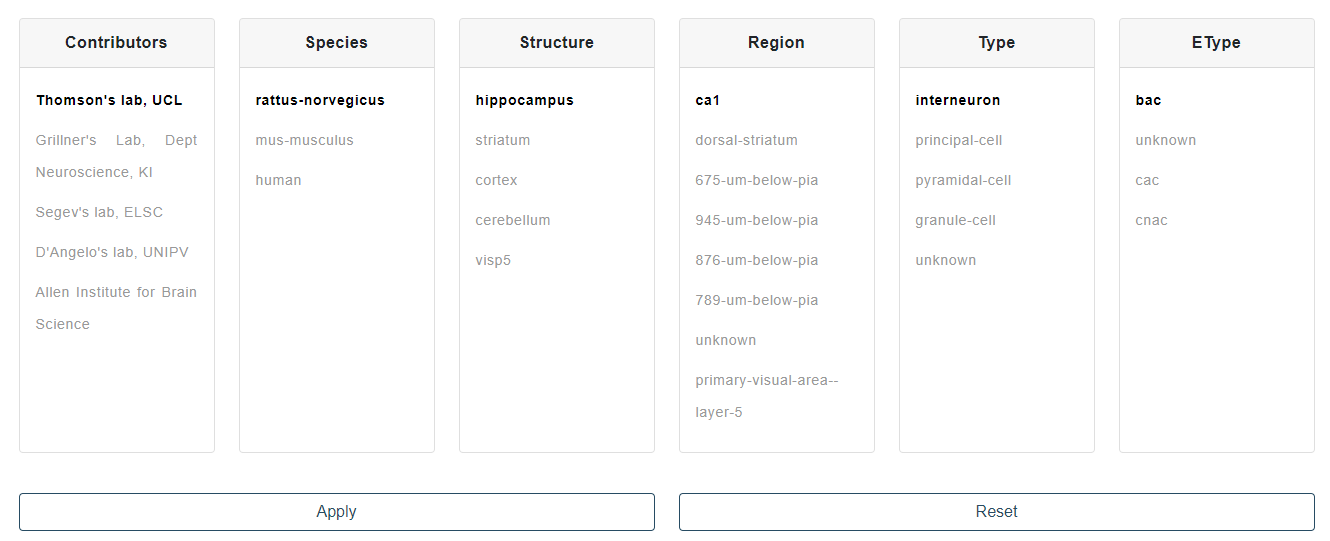 Contributors
Thomson's lab, UCL
Grillner's Lab, Dept
Neuroscience, KI
Segev's lab, ELSC
D'Angelo's lab, UNIPV
Allen Institute for Brain
Science
Species
rattus-norvegicus
mus-musculus
human
Structure
hippocampus
striatum
cortex
cerebellum
visp5
Region
ca1
dorsal-striatum
675-um-below-pia
945-um-below-pia
876-um-below-pia
789-um-below-pia
unknown
primary-visual-area--
layer-5
Type
interneuron
principal-cell
pyramidal-cell
granule-cell
unknown
EType
bac
unknown
cac
cnac
Apply
Reset